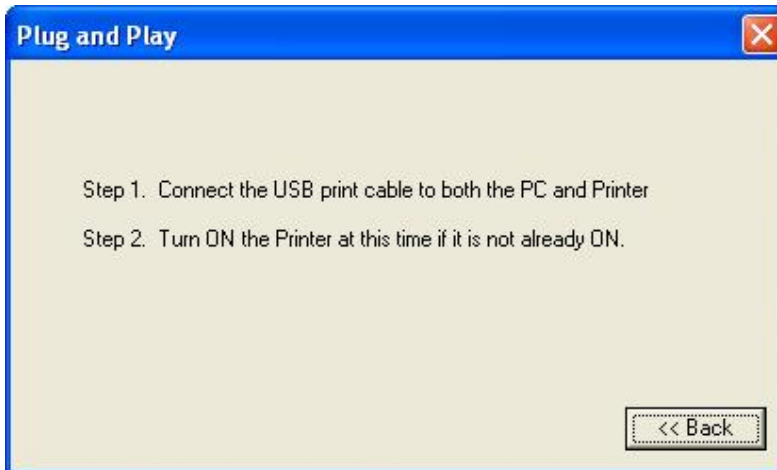 Plug and Play
Step 1. Connect the USB print cable to both the PC and Printer
Step 2. Turn ON the Printer at this time if it is not already ON.
<< Back